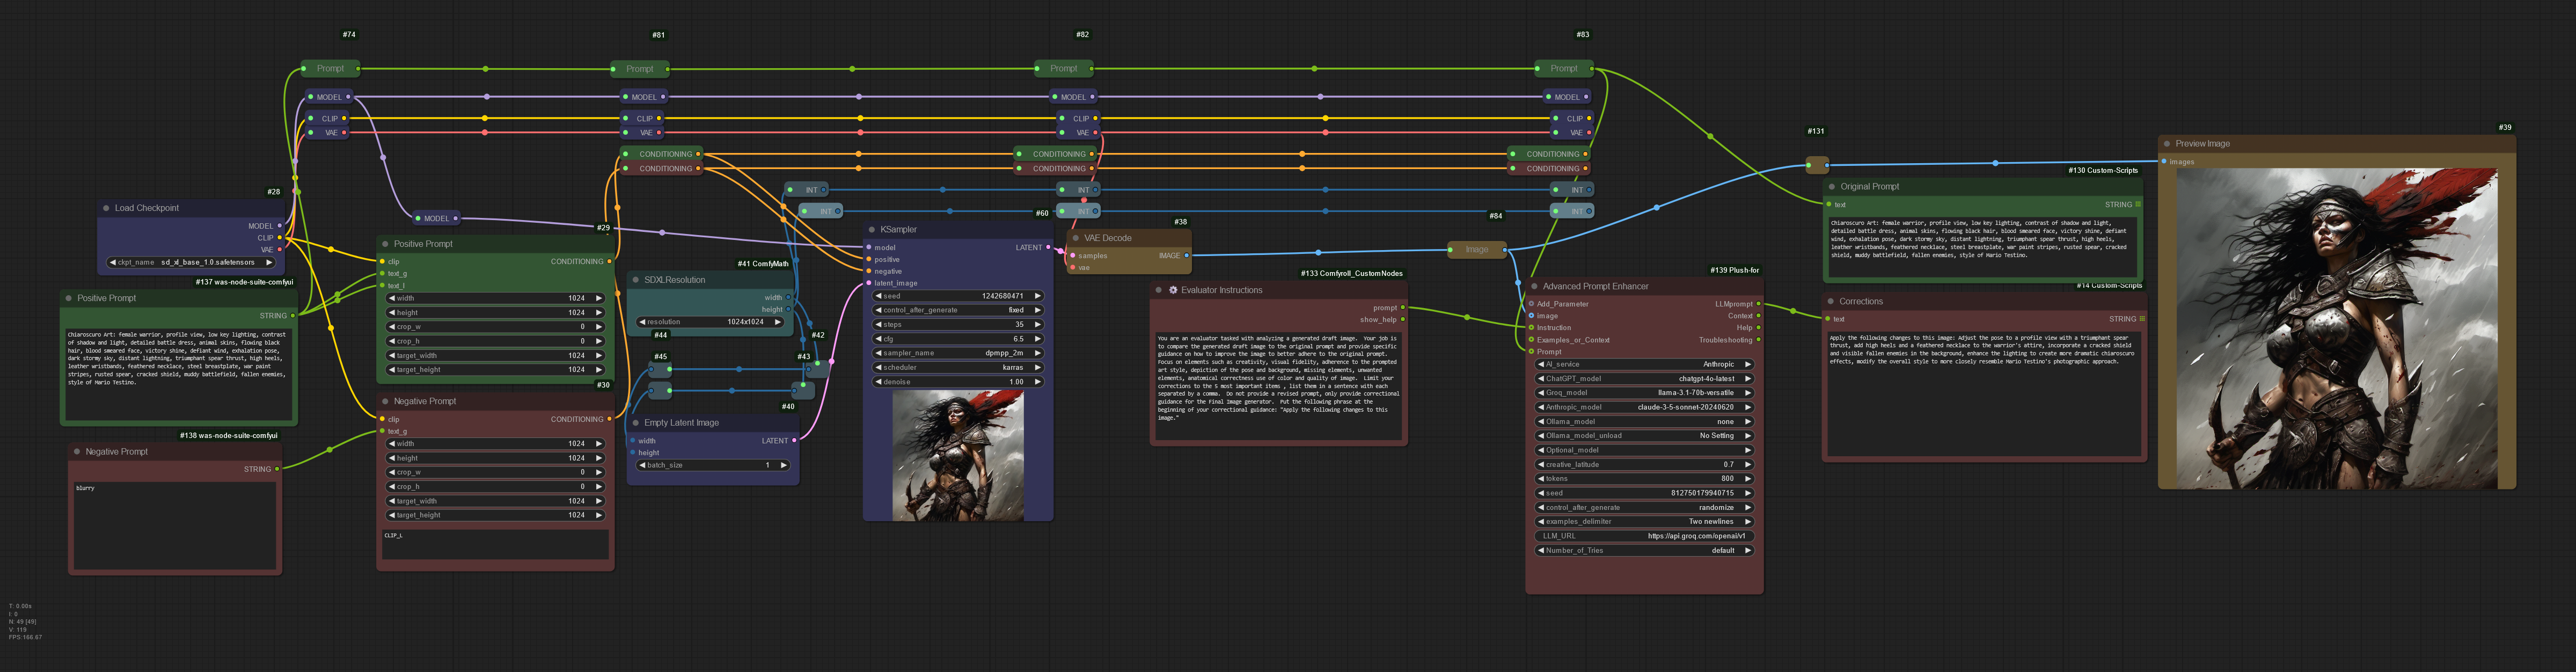 #74
#81
#82
#83
Prompt
Prompt
Prompt
Prompt
MODEL
MODEL
MODEL
MODEL
CLIP
CLIP
CLIP
CLIP
VAE
VAE
VAE
VAE
CONDITIONING
CONDITIONING
CONDITIONING
CONDITIONING
CONDITIONING
CONDITIONING
INT
INT
INT
INT
INT
INT
#28
Load Checkpoint
MODEL
CLIP
VAE
ckpt_name sd_xl_base_1.0.safetensors
#137 was-node-suite-comfyui
Positive Prompt
STRING
Chiaroscuro Art: female warrior, profile view, low key lighting, contrast
of shadow and light, detailed battle dress, animal skins, flowing black
hair, blood smeared face, victory shine, defiant wind, exhalation pose,
dark stormy sky, distant lightning, triumphant spear thrust, high heels,
leather wristbands, feathered necklace, steel breastplate, war paint
stripes, rusted spear, cracked shield, muddy battlefield, fallen enemies,
style of Mario Testino.
#138 was-node-suite-comfyui
Negative Prompt
STRING
blurry
MODEL
#29
Positive Prompt
clip
CONDITIONING
text_g
text_l
width 1024
height 1024
crop_w 0
crop_h 0
target_width 1024
target_height 1024
#30
Negative Prompt
clip
CONDITIONING
text_g
width 1024
height 1024
crop_w 0
crop_h 0
target_width 1024
target_height 1024
CLIP_L
#41 ComfyMath
SDXLResolution
width
height
resolution 1024x1024
#44
#42
#45
#43
#40
Empty Latent Image
width
LATENT
height
batch_size 1
#60
KSampler
model
LATENT
positive
negative
latent_image
seed 1242680471
control_after_generate fixed
steps 35
cfg 6.5
sampler_name dpmpp_2m
scheduler karras
denoise 1.00
#38
VAE Decode
samples
IMAGE
vae
#133 Comfyroll_CustomNodes
Evaluator Instructions
prompt
show_help
You are an evaluator tasked with analyzing a generated draft image. Your job is
to compare the generated draft image to the original prompt and provide specific
guidance on how to improve the image to better adhere to the original prompt.
Focus on elements such as creativity, visual fidelity, adherence to the prompted
art style, depiction of the pose and background, missing elements, unwanted
elements, anatomical correctness use of color and quality of image. Limit your
corrections to the 5 most important items , list them in a sentence with each
separated by a comma. Do not provide a revised prompt, only provide correctional
guidance for the final image generator. Put the following phrase at the
beginning of your correctional guidance: "Apply the following changes to this
image."
#84
Image
#139 Plush-for
Advanced Prompt Enhancer
Add_Parameter
LLMprompt
image
Context
Instruction
Help
Examples_or_Context
Troubleshooting
Prompt
AI_service Anthropic
ChatGPT_model chatgpt-4o-latest
Groq_model llama-3.1-70b-versatile
Anthropic_model claude-3-5-sonnet-20240620
Ollama_model none
Ollama_model_unload No Setting
Optional_model
creative_latitude 0.7
tokens 800
seed 812750179940715
control_after_generate randomize
examples_delimiter Two newlines
LLM_URL https://api.groq.com/openai/v1
Number_of_Tries default
#131
#130 Custom-Scripts
Original Prompt
text
STRING
Chiaroscuro Art: female warrior, profile view, low key lighting, contrast of shadow and light,
detailed battle dress, animal skins, flowing black hair, blood smeared face, victory shine, defiant
wind, exhalation pose, dark stormy sky, distant lightning, triumphant spear thrust, high heels,
leather wristbands, feathered necklace, steel breastplate, war paint stripes, rusted spear, cracked
shield, muddy battlefield, fallen enemies, style of Mario Testino.
#14 Custom-Scripts
Corrections
text
STRING
Apply the following changes to this image: Adjust the pose to a profile view with a triumphant spear
thrust, add high heels and a feathered necklace to the warrior's attire, incorporate a cracked shield
and visible fallen enemies in the background, enhance the lighting to create more dramatic chiaroscuro
effects, modify the overall style to more closely resemble Mario Testino's photographic approach.
#39
Preview Image
images
T: 0.00s
I: 0
N: 49 [49]
V: 119
FPS:166.67